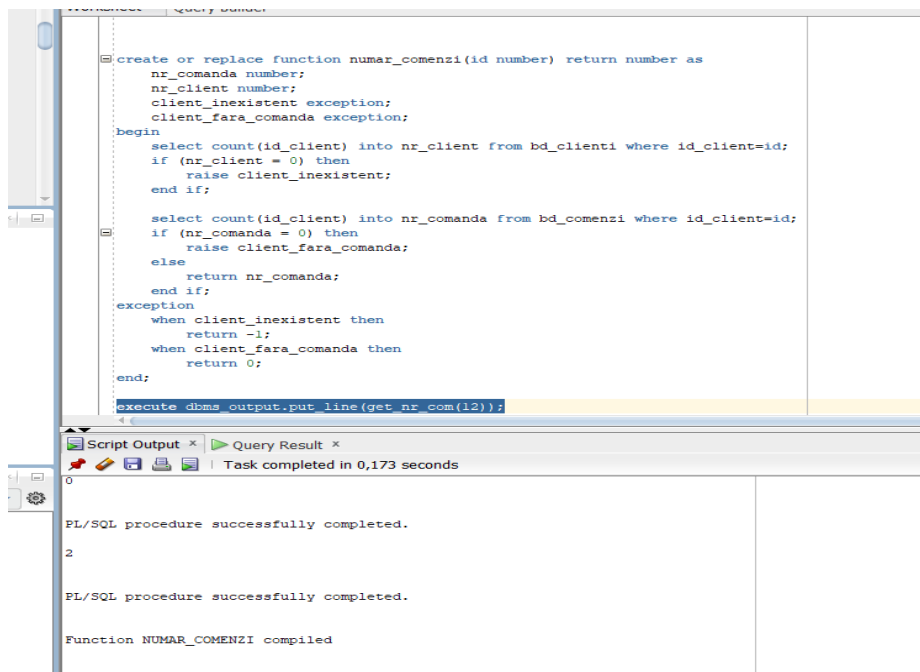 Worksheet Query Builder
create or replace function numar_comenzi(id number) return number as
nr_comanda number;
nr_client number;
client_inexistent exception;
client_fara_comanda exception;
begin
select count(id_client) into nr_client from bd_clienti where id_client=id;
if (nr_client = 0) then
raise client_inexistent;
end if;
select count(id_client) into nr_comanda from bd_comenzi where id_client=id;
if (nr_comanda = 0) then
raise client_fara_comanda;
else
return nr_comanda;
end if;
exception
when client_inexistent then
return -1;
when client_fara_comanda then
return 0;
end;
execute dbms_output.put_line(get_nr_com(12));
Script Output × Query Result ×
Task completed in 0,173 seconds
0
PL/SQL procedure successfully completed.
2
PL/SQL procedure successfully completed.
Function NUMAR_COMENZI compiled